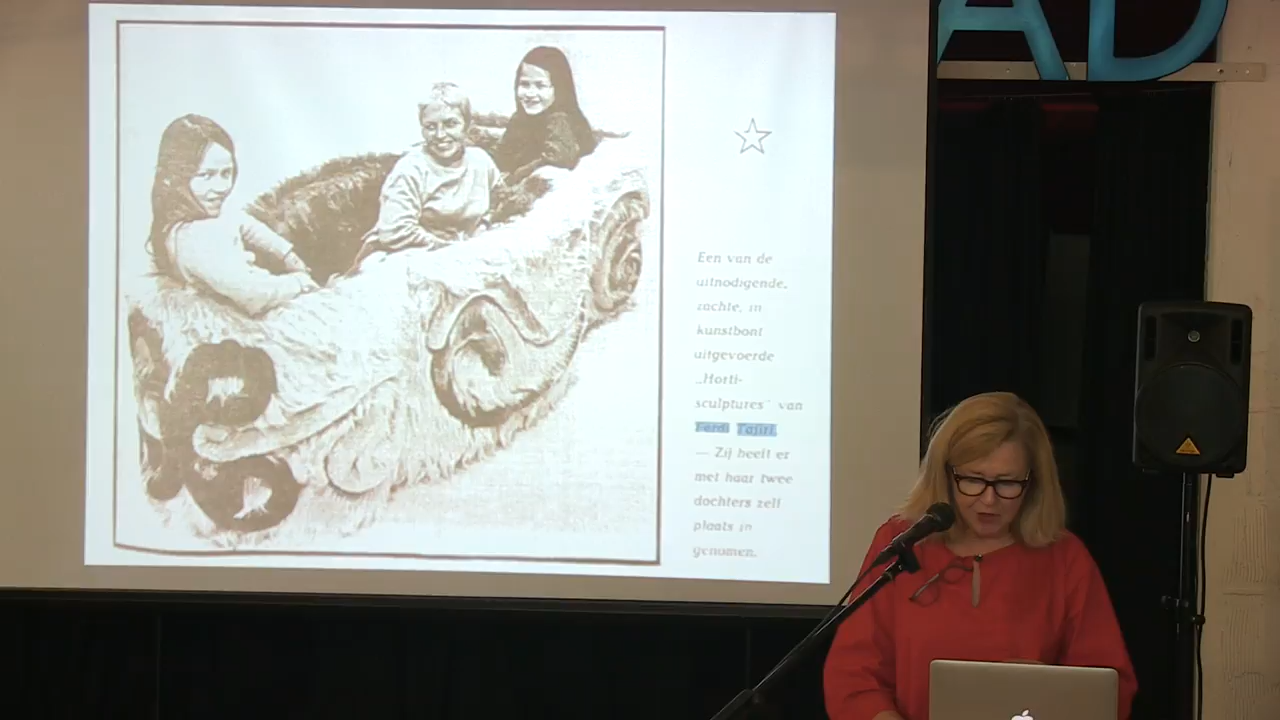 AD
Een van de
uitnodigende,
zachte, in
kunstbont
uitgevoerde
„Horti-
sculptures' van
Ferdi Tajiri.
— Zij heeft er
met haar twee
dochters zelf
plaats in
genomen.